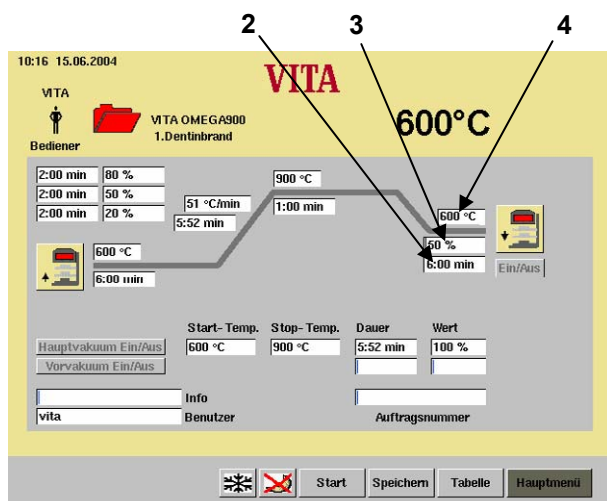 2 3 4
10:16 15.06.2004
VITA
VITA
Bediener
VITA OMEGA900
1.Dentinbrand
600°C
2:00 min 80 %
2:00 min 50 %
2:00 min 20 %
51 °C/min
5:52 min
900 °C
1:00 min
600 °C
50 %
6:00 min
Ein/Aus
600 °C
6:00 min
Start-Temp. Stop-Temp. Dauer Wert
Hauptvakuum Ein/Aus 600 °C 900 °C 5:52 min 100 %
Vorvakuum Ein/Aus
Info
vita Benutzer Auftragsnummer
Start Speichern Tabelle Hauptmenü